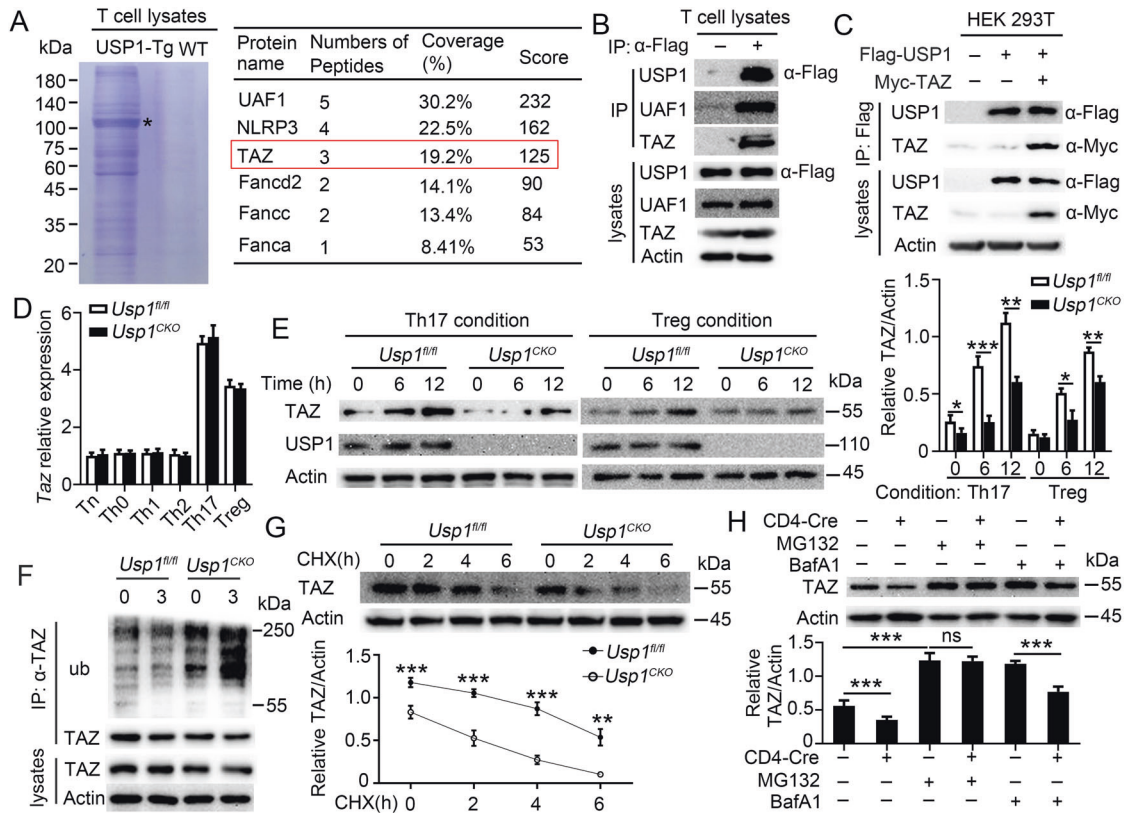 A
T cell lysates
kDa USP1-Tg WT
180
140
100
75
60
45
35
20
*
Protein name Numbers of Peptides Coverage (%) Score
UAF1 5 30.2% 232
NLRP3 4 22.5% 162
TAZ 3 19.2% 125
Fancd2 2 14.1% 90
Fancc 2 13.4% 84
Fanca 1 8.41% 53
B
T cell lysates
IP: α-Flag − +
IP
USP1 α-Flag
UAF1
TAZ
lysates
USP1 α-Flag
UAF1
TAZ
Actin
C
HEK 293T
Flag-USP1 − + +
Myc-TAZ − − +
IP: Flag
USP1 α-Flag
TAZ α-Myc
lysates
USP1 α-Flag
TAZ α-Myc
Actin
D
Usp1fl/fl
Usp1CKO
Taz relative expression
6
4
2
0
Tn Th0 Th1 Th2 Th17 Treg
E
Th17 condition Treg condition
Usp1fl/fl Usp1CKO Usp1fl/fl Usp1CKO
Time (h) 0 6 12 0 6 12 0 6 12 0 6 12 kDa
TAZ −55
USP1 −110
Actin −45
Usp1fl/fl
Usp1CKO
Relative TAZ/Actin
1.5
1.0
0.5
0
* *** ** * **
0 6 12 0 6 12
Condition: Th17 Treg
F
Usp1fl/fl Usp1CKO
0 3 0 3 kDa
IP: α-TAZ
−250
ub
−55
TAZ
lysates
TAZ
Actin
G
Usp1fl/fl Usp1CKO
CHX(h) 0 2 4 6 0 2 4 6 kDa
TAZ −55
Actin −45
Usp1fl/fl
Usp1CKO
Relative TAZ/Actin
1.5
1.0
0.5
0
*** *** *** **
CHX(h) 0 2 4 6
H
CD4-Cre − + − + − +
MG132 − − + + − −
BafA1 − − − − + +
kDa
TAZ −55
Actin −45
Relative TAZ/Actin
1.5
1.0
0.5
0.0
*** *** ns ***
CD4-Cre − + − + − +
MG132 − − + + − −
BafA1 − − − − + +